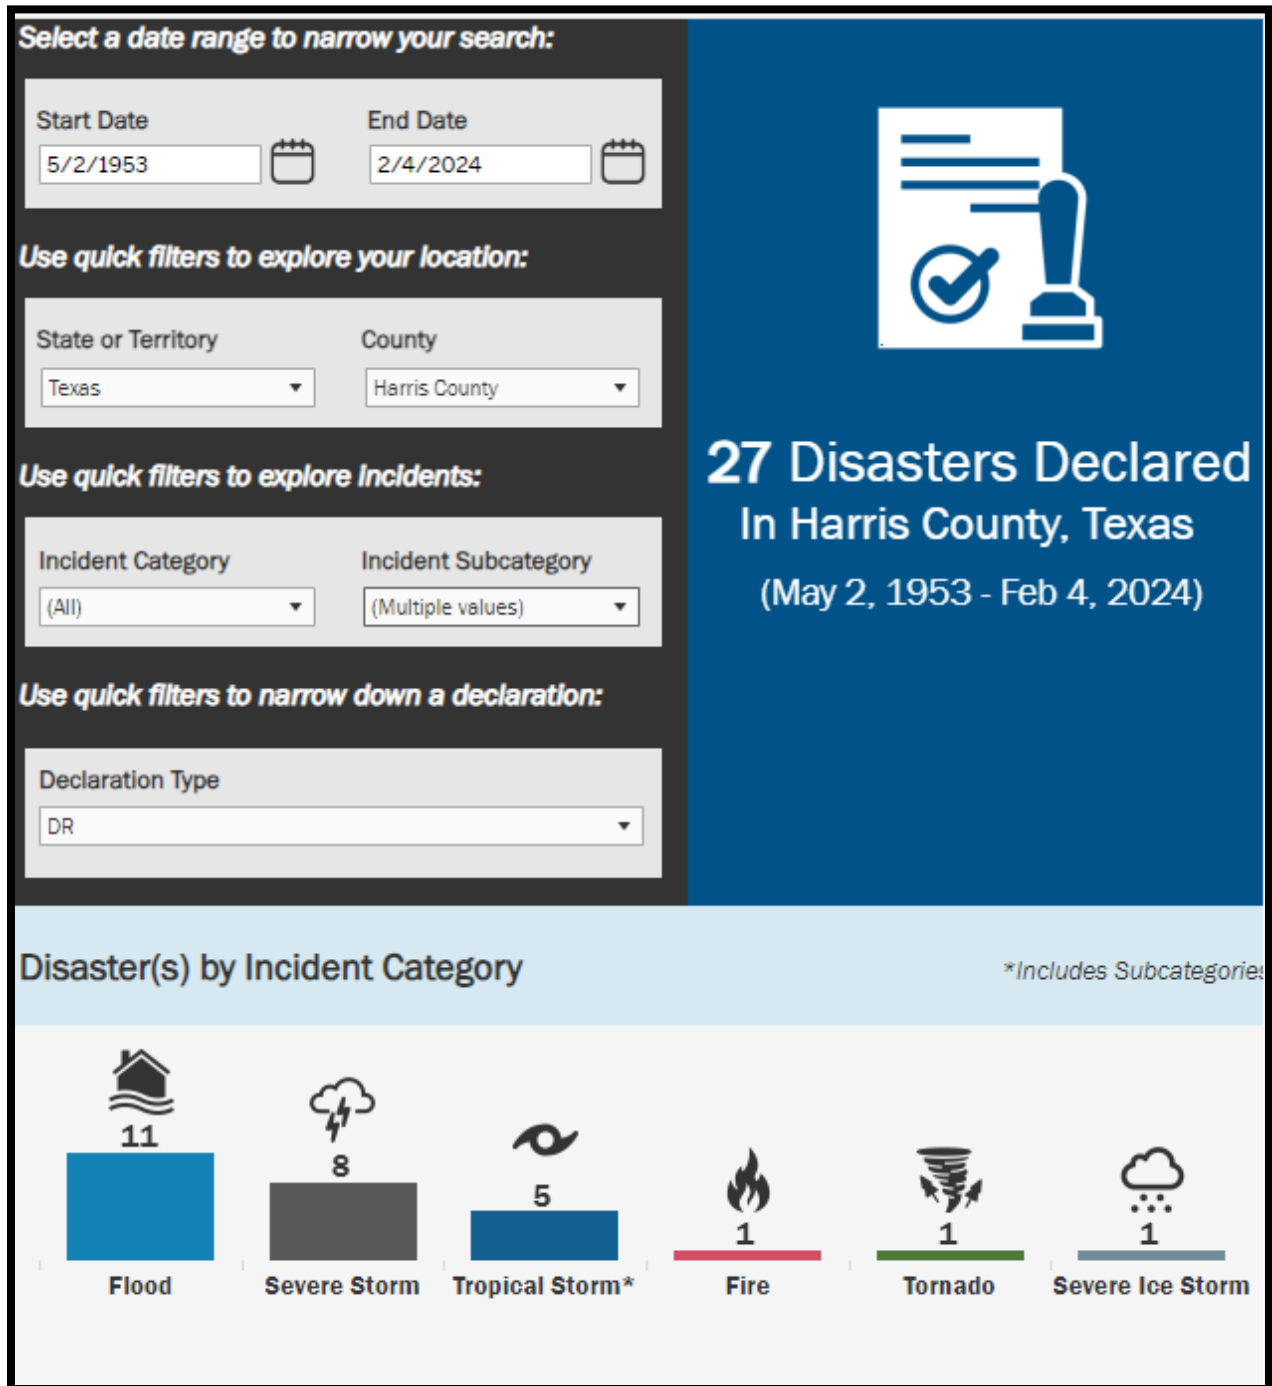 Select a date range to narrow your search:
Start Date End Date
5/2/1953 2/4/2024
Use quick filters to explore your location:
State or Territory County
Texas Harris County
Use quick filters to explore incidents:
Incident Category Incident Subcategory
(All) (Multiple values)
Use quick filters to narrow down a declaration:
Declaration Type
DR
27 Disasters Declared
In Harris County, Texas
(May 2, 1953 - Feb 4, 2024)
Disaster(s) by Incident Category *Includes Subcategories
11 8 5 1 1 1
Flood Severe Storm Tropical Storm* Fire Tornado Severe Ice Storm